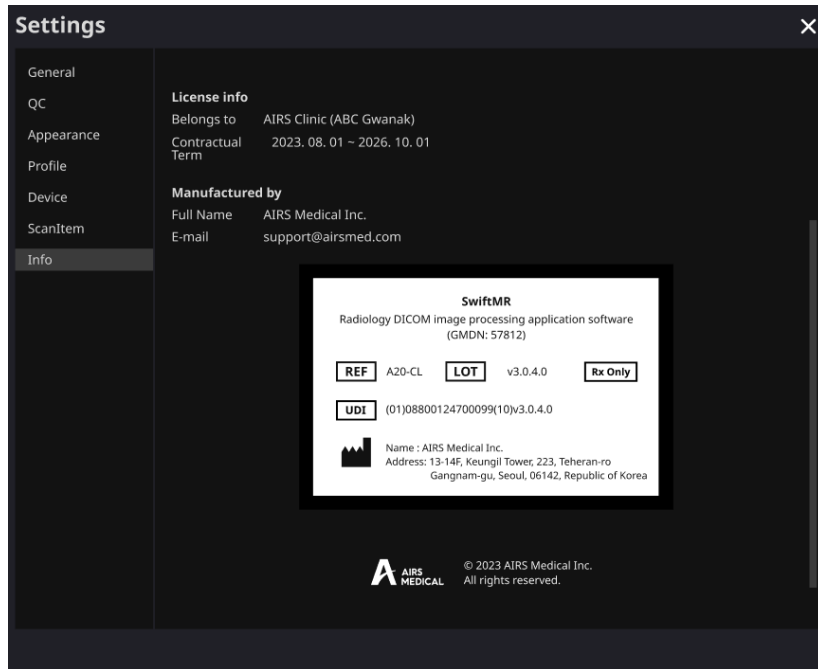 Settings
General
QC
Appearance
Profile
Device
ScanItem
Info
License info
Belongs to AIRS Clinic (ABC Gwanak)
Contractual Term 2023. 08. 01 ~ 2026. 10. 01
Manufactured by
Full Name AIRS Medical Inc.
E-mail support@airsmed.com
SwiftMR
Radiology DICOM image processing application software
(GMDN: 57812)
REF A20-CL LOT v3.0.4.0 Rx Only
UDI (01)08800124700099(10)v3.0.4.0
Name : AIRS Medical Inc.
Address: 13-14F, Keungil Tower, 223, Teheran-ro
Gangnam-gu, Seoul, 06142, Republic of Korea
AIRS
MEDICAL
© 2023 AIRS Medical Inc.
All rights reserved.